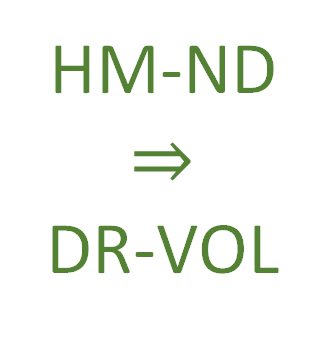 HM-ND
⇒
DR-VOL